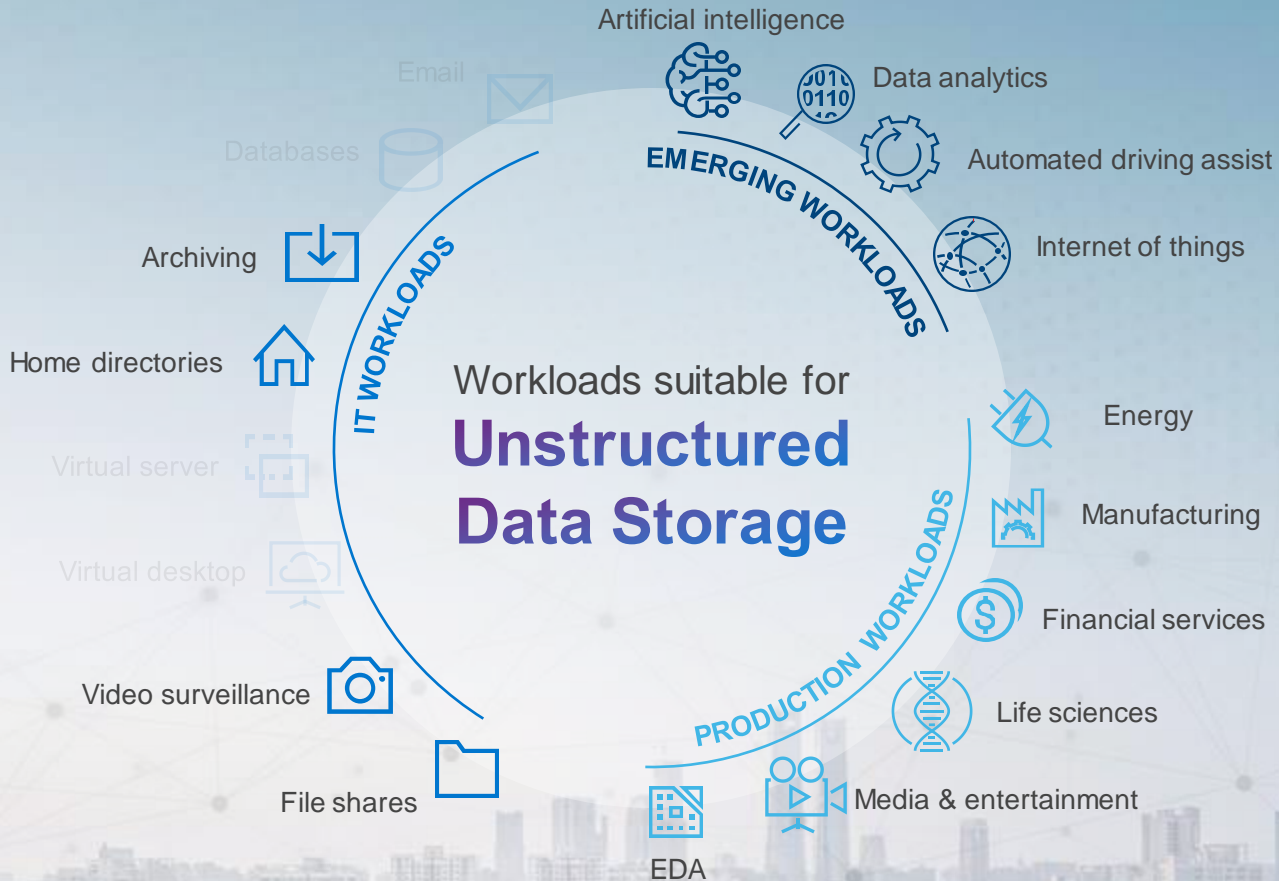 Artificial intelligence
Email
Data analytics
Databases
Automated driving assist
EMERGING WORKLOADS
Archiving
Internet of things
IT WORKLOADS
Home directories
Workloads suitable for
Unstructured
Data Storage
Energy
Virtual server
Manufacturing
Virtual desktop
PRODUCTION WORKLOADS
Financial services
Video surveillance
Life sciences
File shares
Media & entertainment
EDA